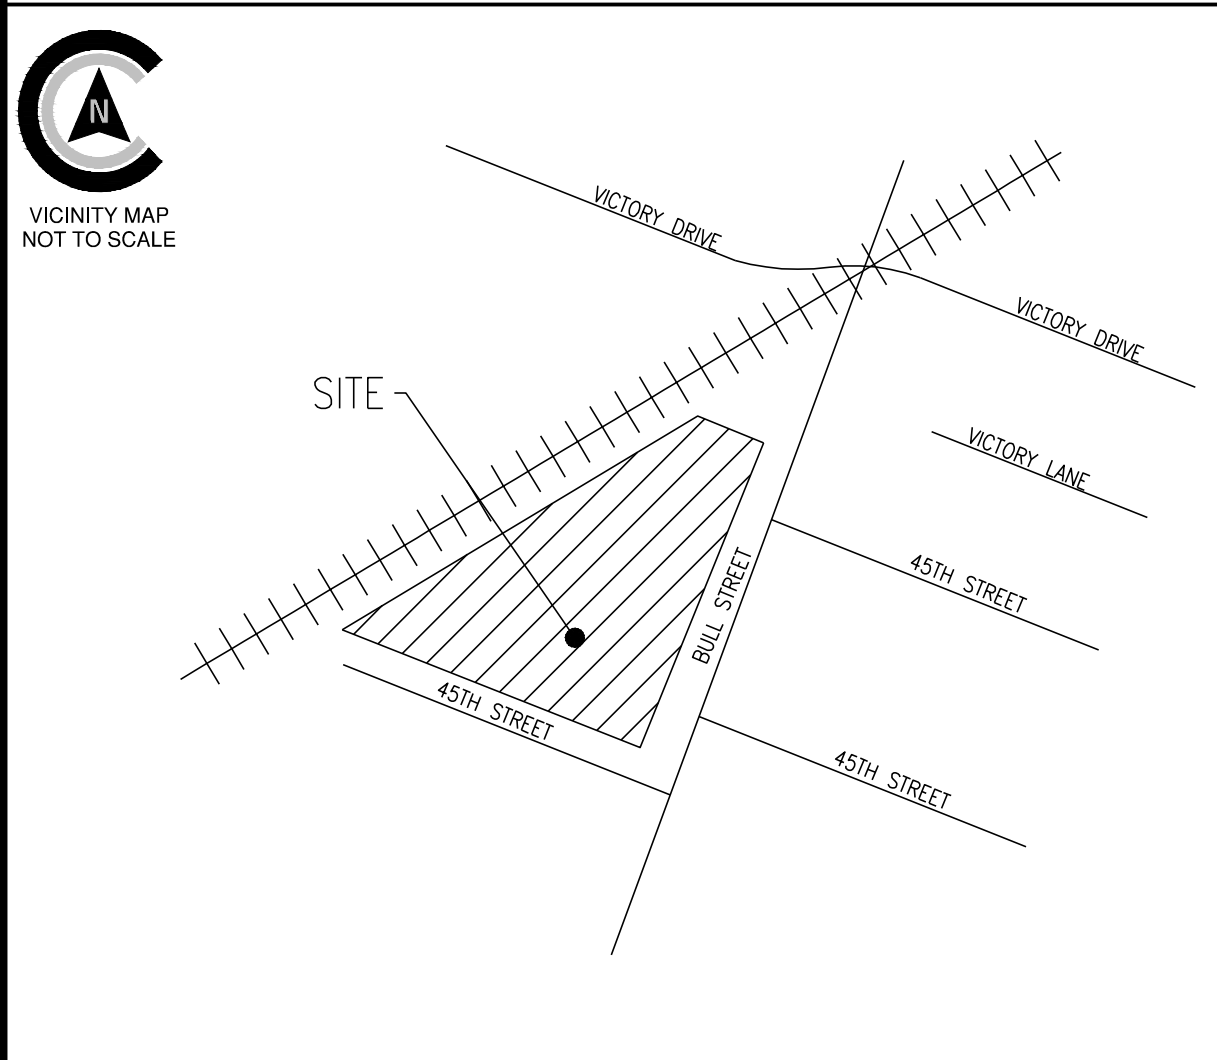 N
VICINITY MAP
NOT TO SCALE
VICTORY DRIVE
VICTORY DRIVE
SITE
VICTORY LANE
45TH STREET
BULL STREET
45TH STREET
45TH STREET